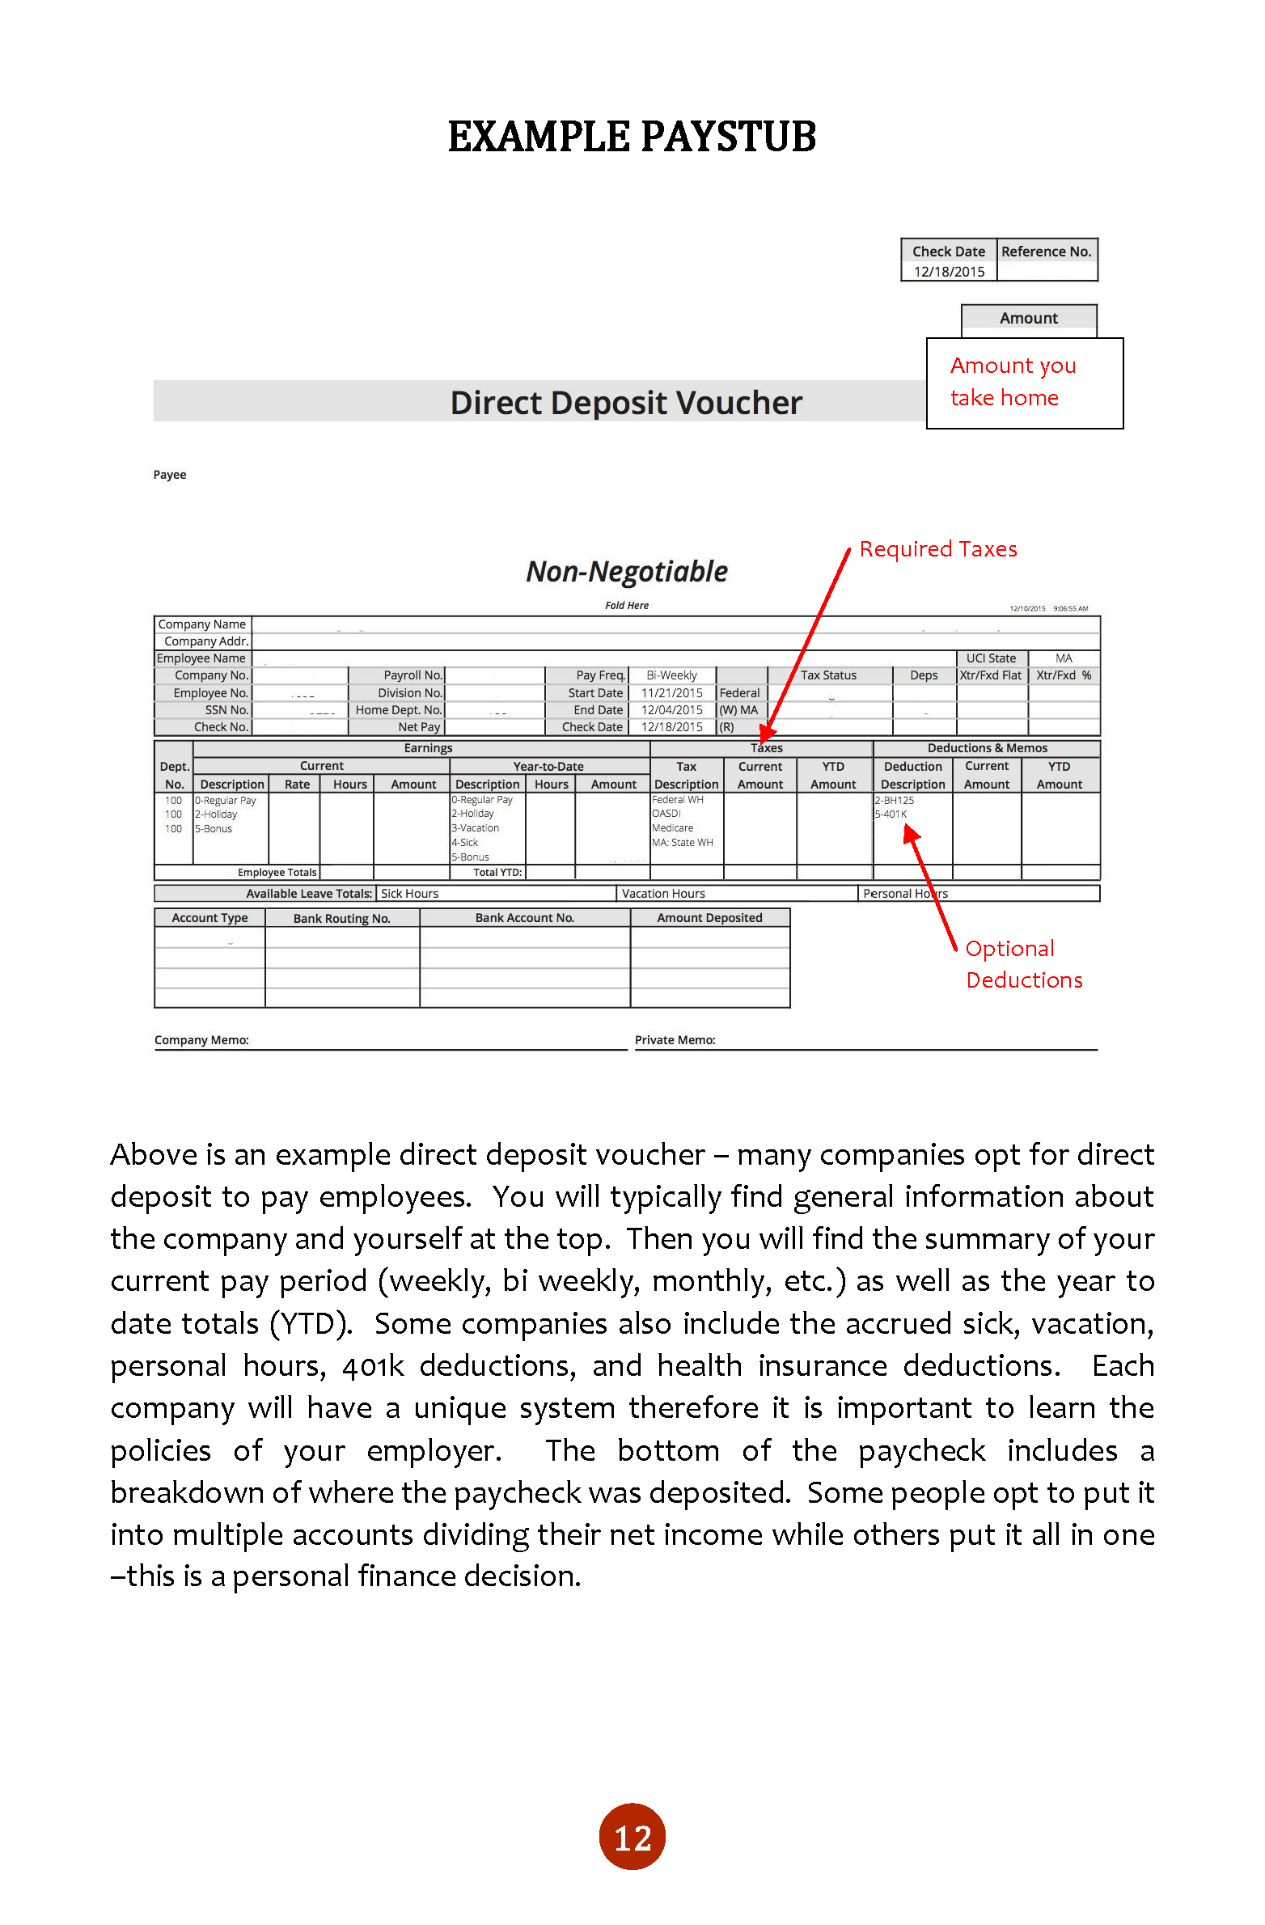 EXAMPLE PAYSTUB
Check Date Reference No.
12/18/2015
Amount
Amount you
take home
Direct Deposit Voucher
Payee
Required Taxes
Non-Negotiable
Fold Here
12/10/2015 9:06:55 AM
Company Name
Company Addr.
Employee Name UCI State MA
Company No. Payroll No. Pay Freq. Bi-Weekly Tax Status Deps Xtr/Fxd Flat Xtr/Fxd %
Employee No. Division No. Start Date 11/21/2015 Federal
SSN No. Home Dept. No. End Date 12/04/2015 (W) MA
Check No. Net Pay Check Date 12/18/2015 (R)
Earnings Taxes Deductions & Memos
Dept. Current Year-to-Date Tax Current YTD Deduction Current YTD
No. Description Rate Hours Amount Description Hours Amount Description Amount Amount Description Amount Amount
100 0-Regular Pay 0-Regular Pay Federal WH 2-BH125
100 2-Holiday 2-Holiday OASDI 5-401K
100 5-Bonus 3-Vacation Medicare
4-Sick MA: State WH
5-Bonus
Employee Totals Total YTD:
Available Leave Totals: Sick Hours Vacation Hours Personal Hours
Account Type Bank Routing No. Bank Account No. Amount Deposited
Optional
Deductions
Company Memo: Private Memo:
Above is an example direct deposit voucher – many companies opt for direct
deposit to pay employees. You will typically find general information about
the company and yourself at the top. Then you will find the summary of your
current pay period (weekly, bi weekly, monthly, etc.) as well as the year to
date totals (YTD). Some companies also include the accrued sick, vacation,
personal hours, 401k deductions, and health insurance deductions. Each
company will have a unique system therefore it is important to learn the
policies of your employer. The bottom of the paycheck includes a
breakdown of where the paycheck was deposited. Some people opt to put it
into multiple accounts dividing their net income while others put it all in one
–this is a personal finance decision.
12